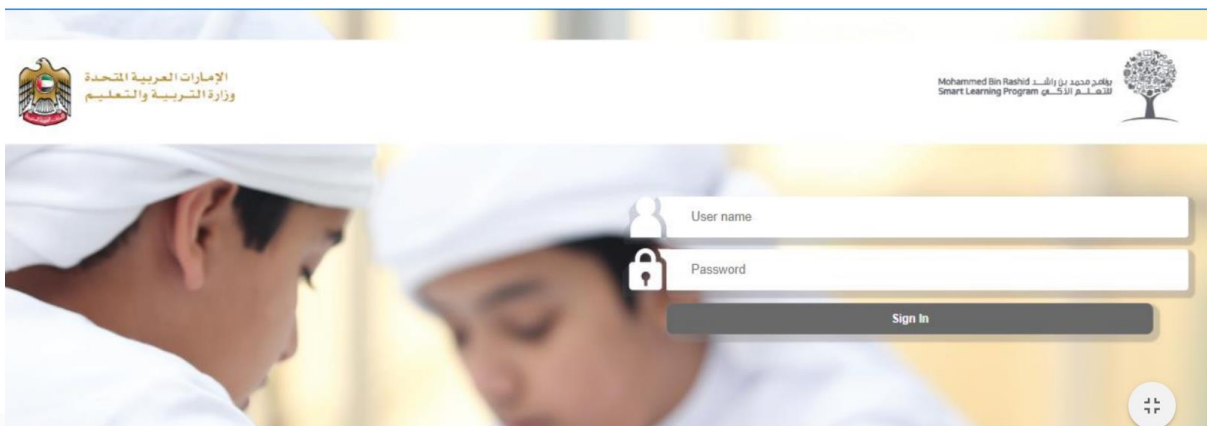 الإمارات العربية المتحدة
وزارة التربية والتعليم
Mohammed Bin Rashid برنامج محمد بن راشد
Smart Learning Program للتعلم الذكي
User name
Password
Sign In